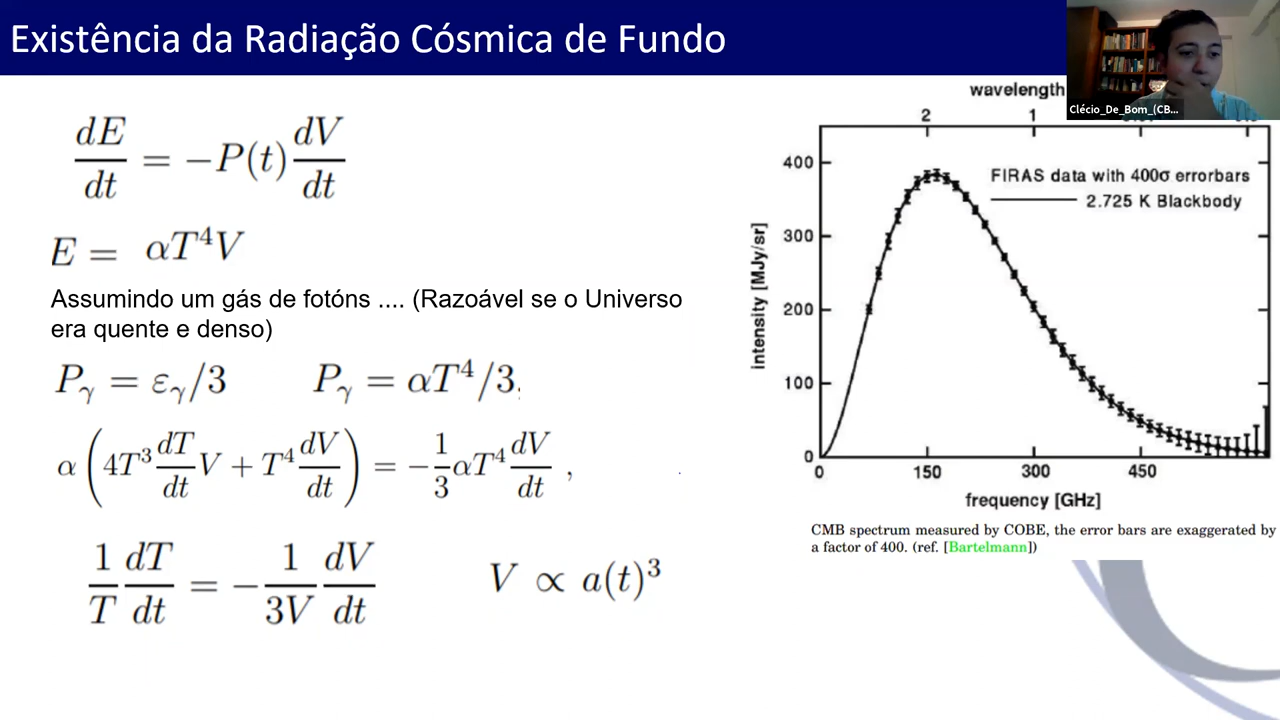 Existência da Radiação Cósmica de Fundo
Clécio_De_Bom_(CB...
dE/dt = −P(t) dV/dt
E = αT⁴V
Assumindo um gás de fotóns .... (Razoável se o Universo
era quente e denso)
Pγ = εγ/3 Pγ = αT⁴/3.
α (4T³ dT/dt V + T⁴ dV/dt) = −1/3 αT⁴ dV/dt ,
1/T dT/dt = −1/3V dV/dt V ∝ a(t)³
wavelength
2 1
400
300
200
100
0
intensity [MJy/sr]
FIRAS data with 400σ errorbars
2.725 K Blackbody
0 150 300 450
frequency [GHz]
CMB spectrum measured by COBE, the error bars are exaggerated by
a factor of 400. (ref. [Bartelmann])